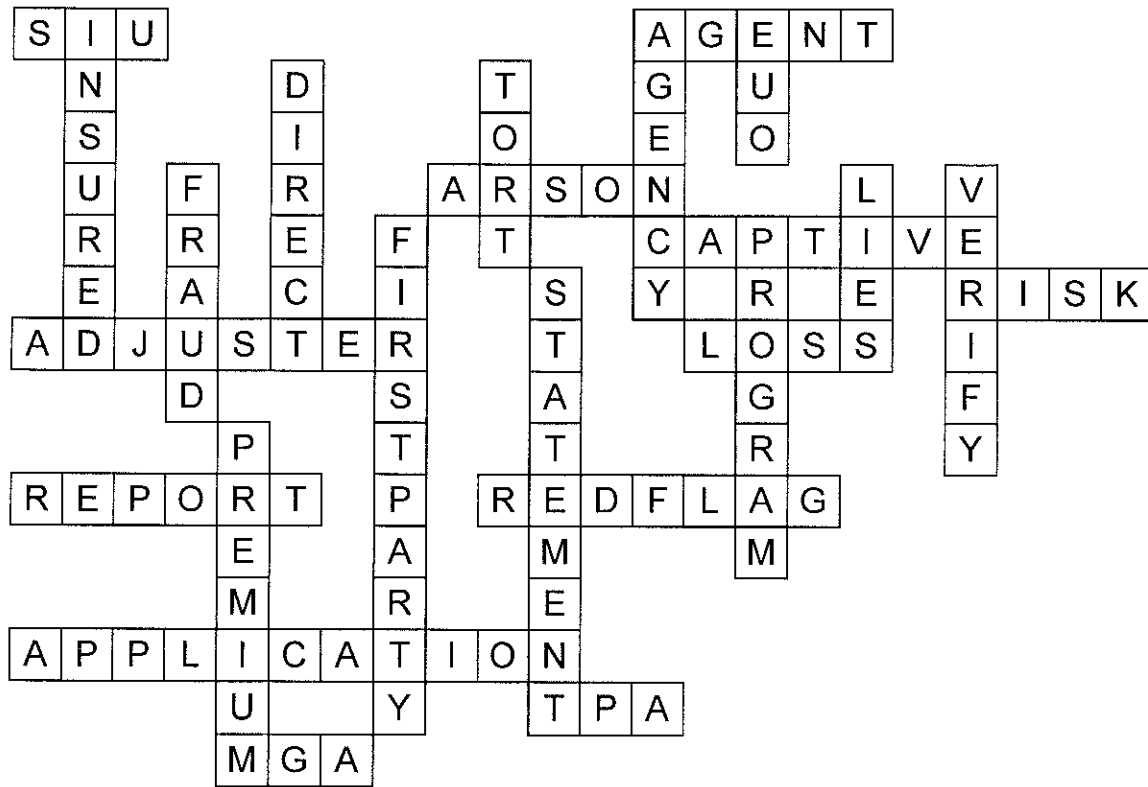 S I U A G E N T
N D T G U
S I O E O
U F R A R S O N L V
R R E F T C A P T I V E
E A C I S Y R E R I S K
A D J U S T E R T L O S S I
D S A G F
P T T R Y
R E P O R T P R E D F L A G
E A M M
M R E
A P P L I C A T I O N
U Y T P A
M G A